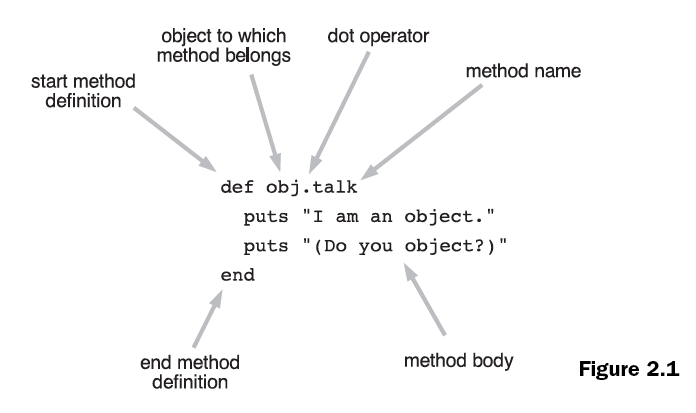 object to which
method belongs
dot operator
start method
definition
method name
def obj.talk
puts "I am an object."
puts "(Do you object?)"
end
end method
definition
method body
Figure 2.1